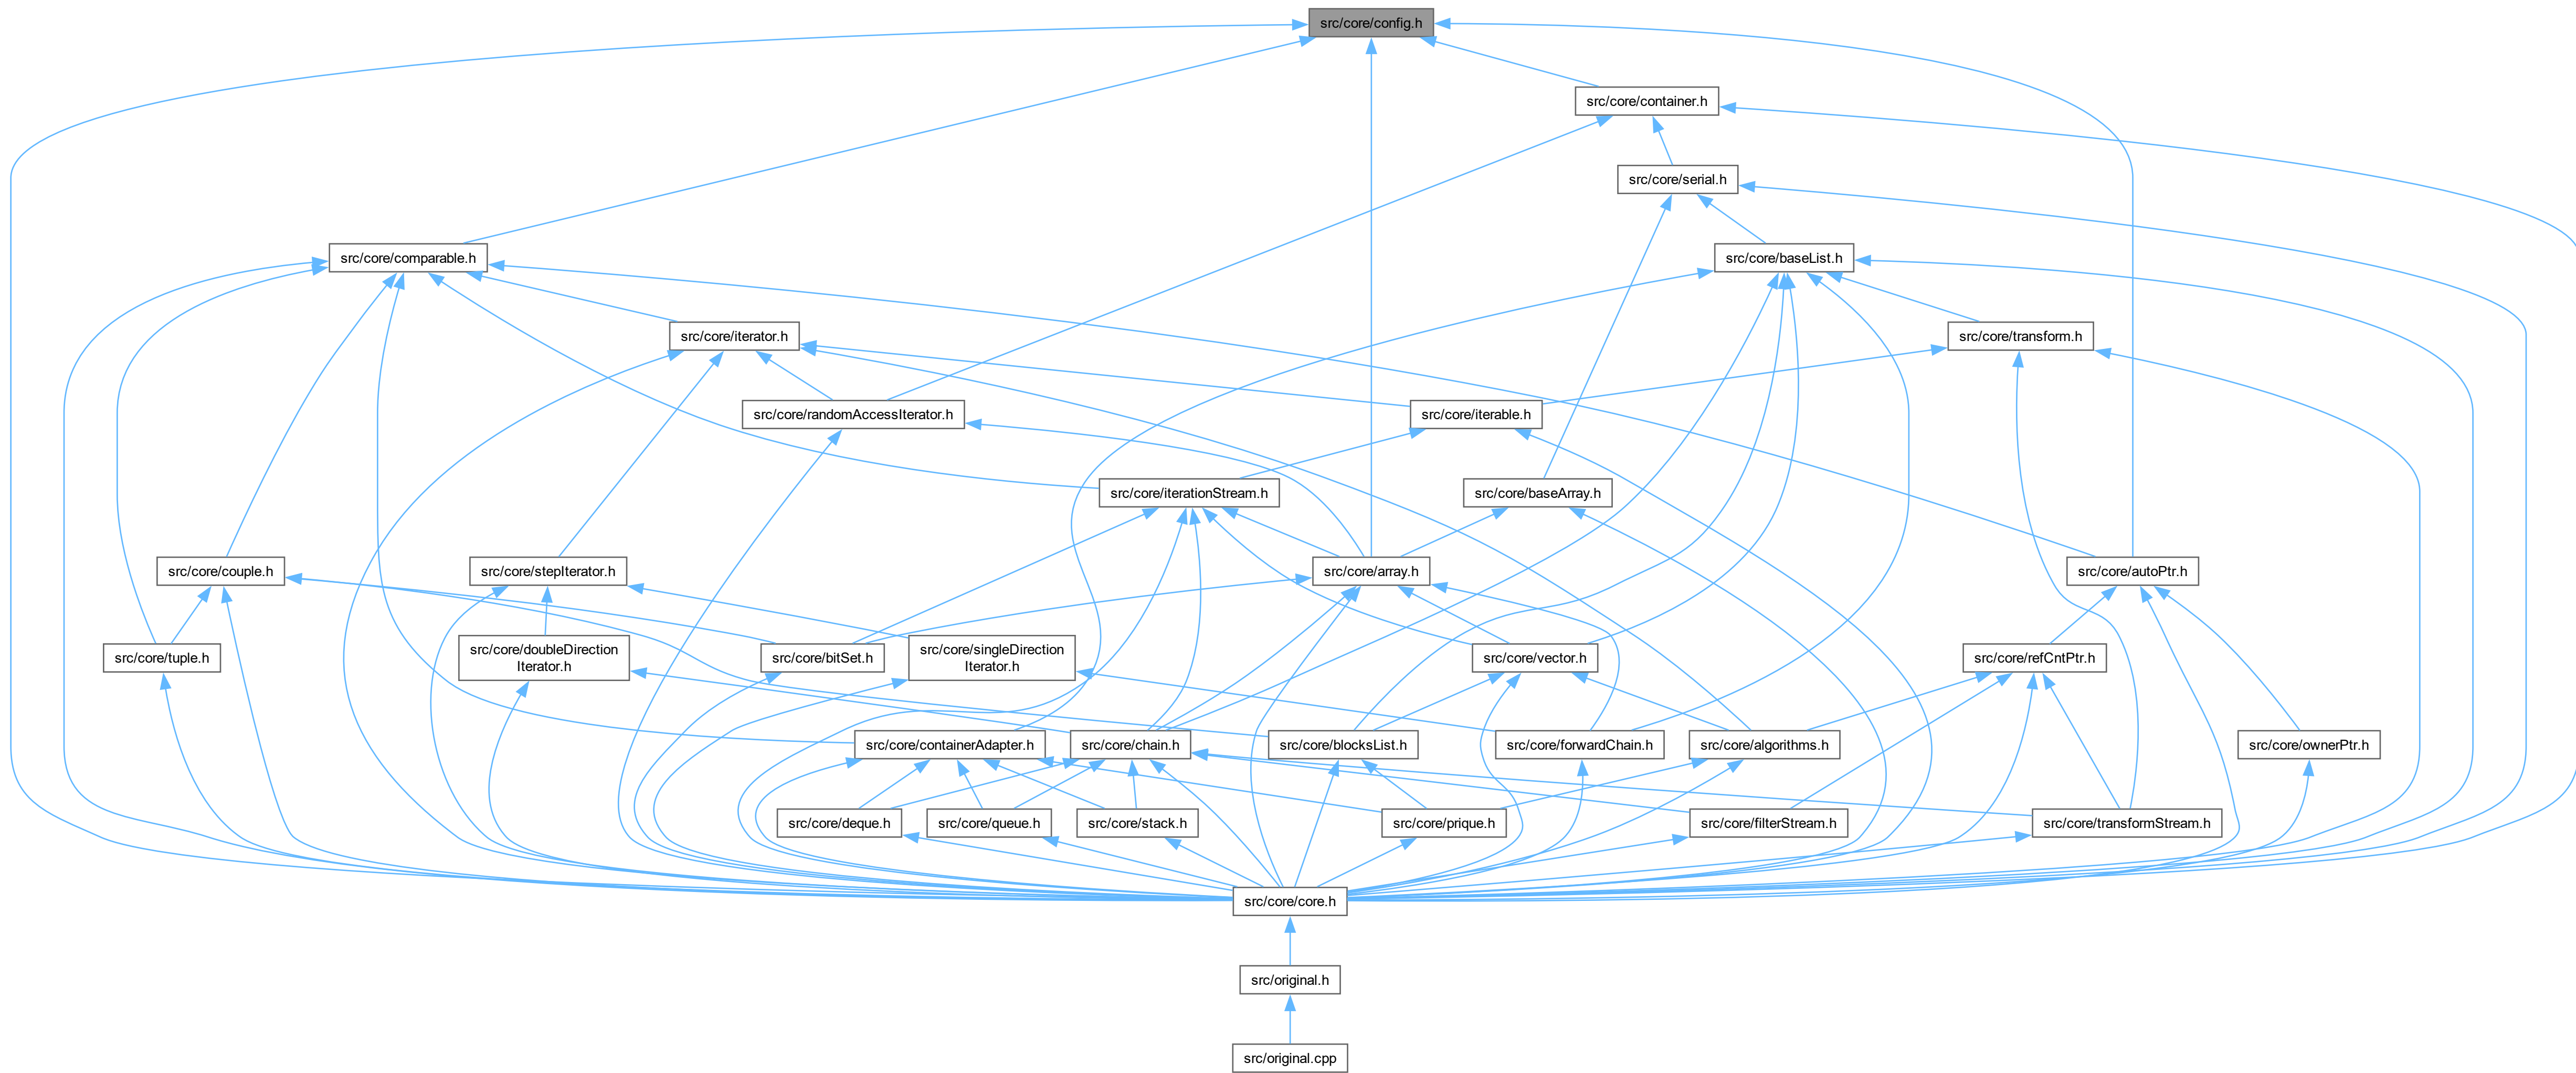 src/core/config.h
src/core/container.h
src/core/serial.h
src/core/comparable.h
src/core/baseList.h
src/core/iterator.h
src/core/transform.h
src/core/randomAccessIterator.h
src/core/iterable.h
src/core/iterationStream.h
src/core/baseArray.h
src/core/couple.h
src/core/stepIterator.h
src/core/array.h
src/core/autoPtr.h
src/core/tuple.h
src/core/doubleDirection
Iterator.h
src/core/bitSet.h
src/core/singleDirection
Iterator.h
src/core/vector.h
src/core/refCntPtr.h
src/core/containerAdapter.h
src/core/chain.h
src/core/blocksList.h
src/core/forwardChain.h
src/core/algorithms.h
src/core/ownerPtr.h
src/core/deque.h
src/core/queue.h
src/core/stack.h
src/core/prique.h
src/core/filterStream.h
src/core/transformStream.h
src/core/core.h
src/original.h
src/original.cpp